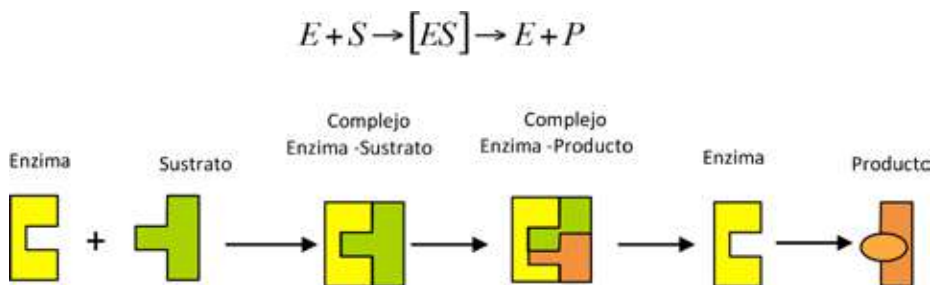 E + S → [ES] → E + P
Enzima
Sustrato
Complejo
Enzima -Sustrato
Complejo
Enzima -Producto
Enzima
Producto
+